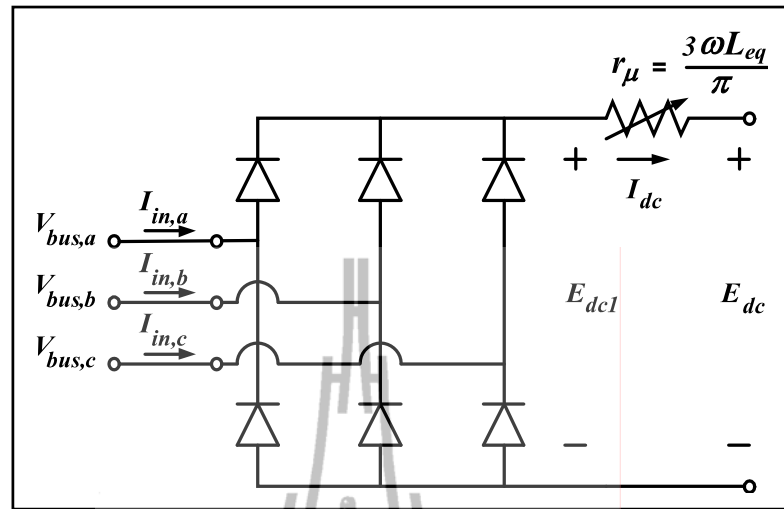 r_μ = 3ωL_eq / π
+ I_dc +
V_bus,a I_in,a
V_bus,b I_in,b
V_bus,c I_in,c
E_dc1 E_dc
− −